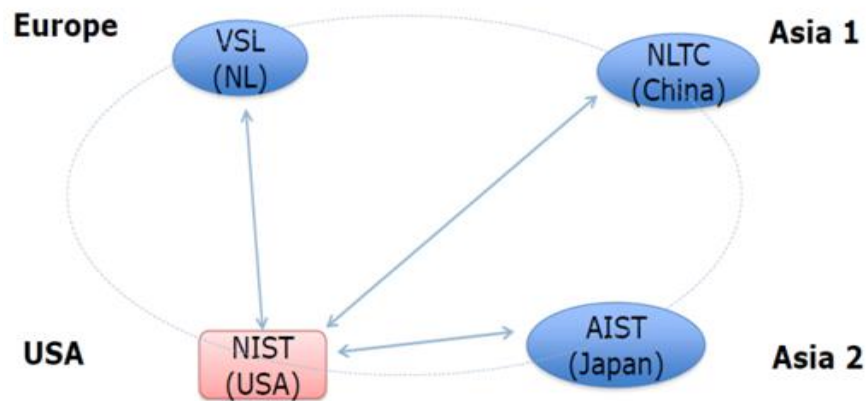 Europe
VSL
(NL)
NLTC
(China)
Asia 1
USA
NIST
(USA)
AIST
(Japan)
Asia 2